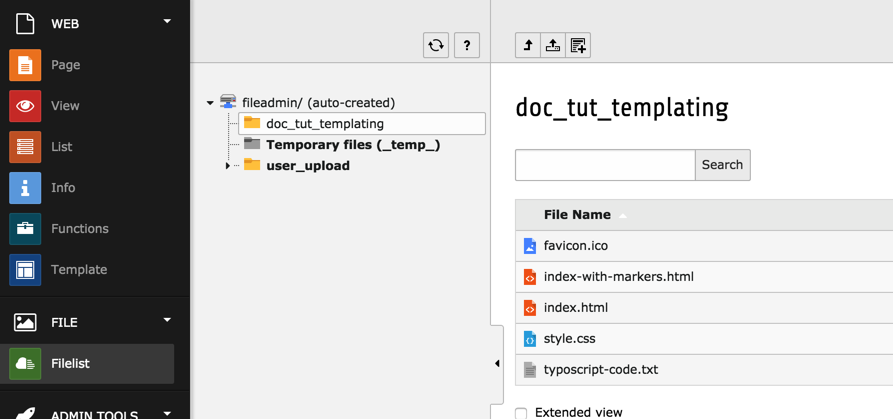 WEB
Page
View
List
Info
Functions
Template
FILE
Filelist
ADMIN TOOLS
?
fileadmin/ (auto-created)
doc_tut_templating
Temporary files (_temp_)
user_upload
doc_tut_templating
Search
File Name
favicon.ico
index-with-markers.html
index.html
style.css
typoscript-code.txt
Extended view